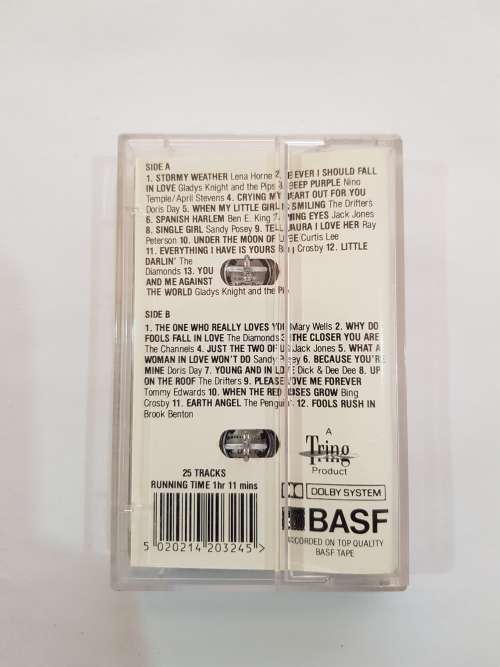 SIDE A
1. STORMY WEATHER Lena Horne 2. IF EVER I SHOULD FALL
IN LOVE Gladys Knight and the Pips 3. DEEP PURPLE Nino
Temple/April Stevens 4. CRYING MY HEART OUT FOR YOU
Doris Day 5. WHEN MY LITTLE GIRL IS SMILING The Drifters
6. SPANISH HARLEM Ben E. King 7. EYES Jack Jones
8. SINGLE GIRL Sandy Posey 9. TELL LAURA I LOVE HER Ray
Peterson 10. UNDER THE MOON OF LOVE Curtis Lee
11. EVERYTHING I HAVE IS YOURS Bing Crosby 12. LITTLE
DARLIN' The
Diamonds 13. YOU
AND ME AGAINST
THE WORLD Gladys Knight and the Pips
SIDE B
1. THE ONE WHO REALLY LOVES YOU Mary Wells 2. WHY DO
FOOLS FALL IN LOVE The Diamonds 3. THE CLOSER YOU ARE
The Channels 4. JUST THE TWO OF US Jack Jones 5. WHAT A
WOMAN IN LOVE WON'T DO Sandy Posey 6. BECAUSE YOU'RE
MINE Doris Day 7. YOUNG AND IN LOVE Dick & Dee Dee 8. UP
ON THE ROOF The Drifters 9. PLEASE LOVE ME FOREVER
Tommy Edwards 10. WHEN THE RED ROSES GROW Bing
Crosby 11. EARTH ANGEL The Penguins 12. FOOLS RUSH IN
Brook Benton
A
Tring
Product
25 TRACKS
RUNNING TIME 1hr 11 mins
DOLBY SYSTEM
BASF
RECORDED ON TOP QUALITY
BASF TAPE
5 020214 203245 >